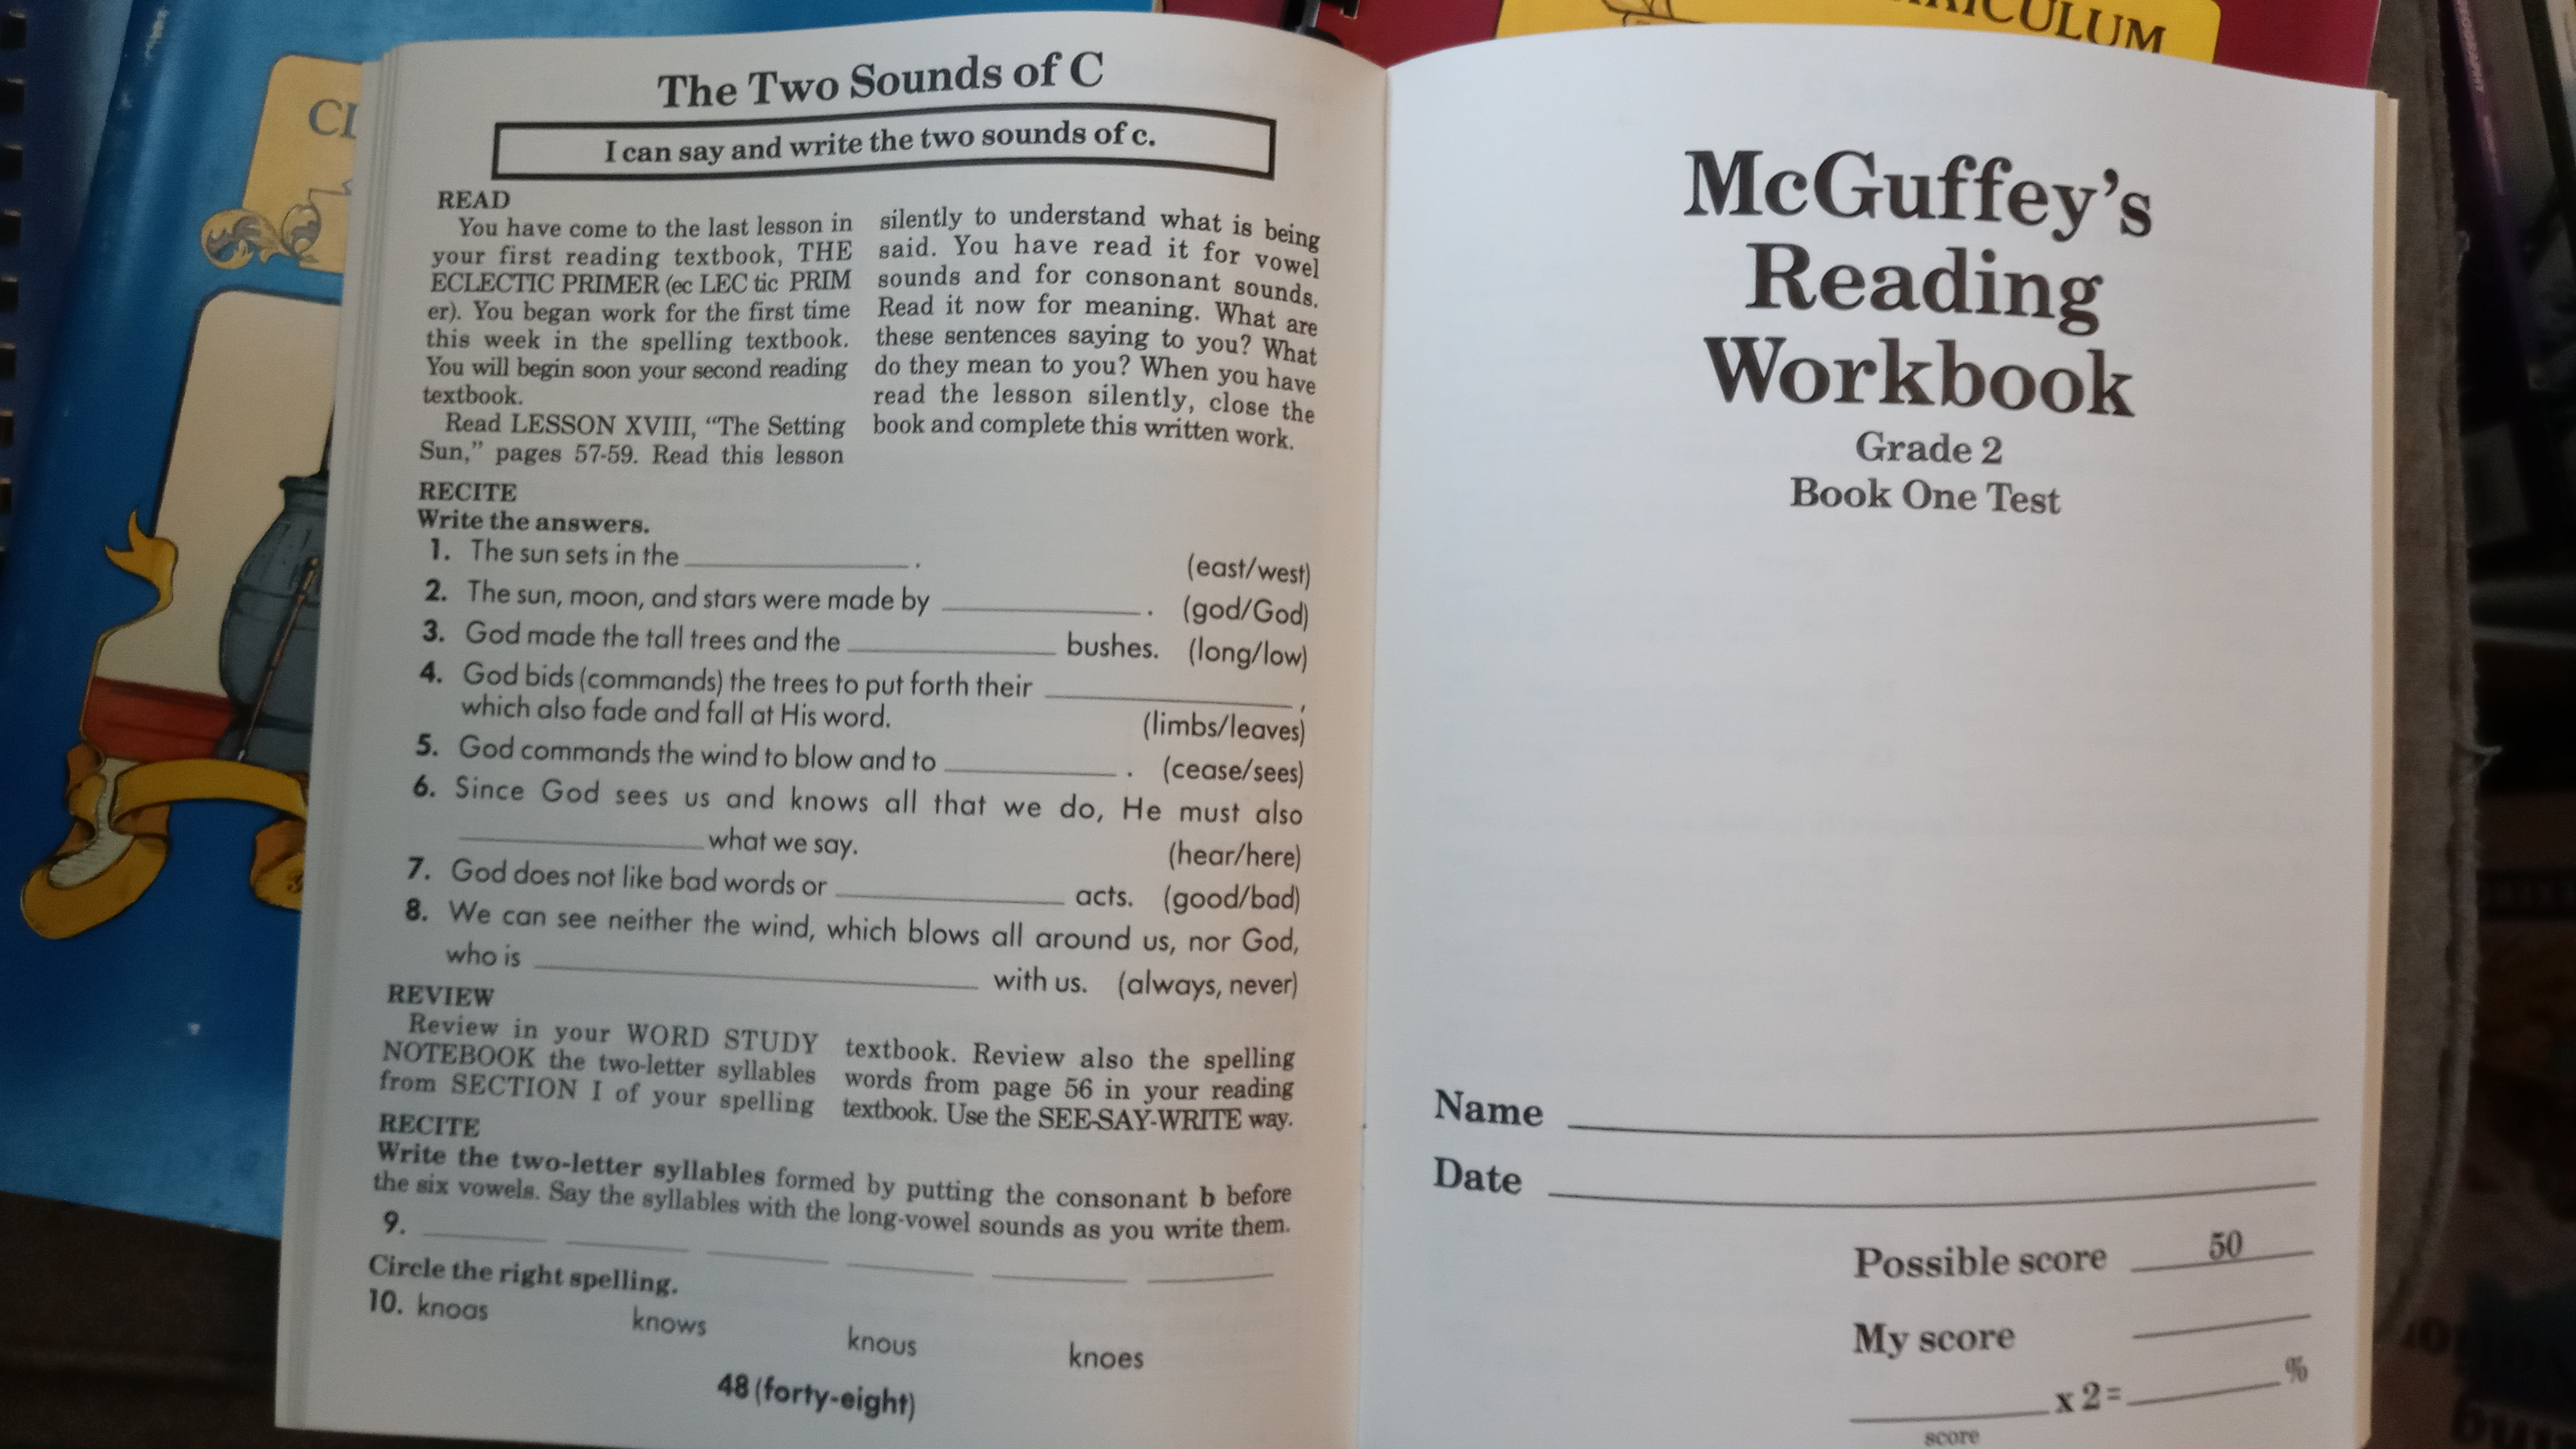 CURRICULUM
The Two Sounds of C
I can say and write the two sounds of c.
READ
You have come to the last lesson in
your first reading textbook, THE
ECLECTIC PRIMER (ec LEC tic PRIM
er). You began work for the first time
this week in the spelling textbook.
You will begin soon your second reading
textbook.
Read LESSON XVIII, “The Setting
Sun,” pages 57-59. Read this lesson
silently to understand what is being
said. You have read it for vowel
sounds and for consonant sounds.
Read it now for meaning. What are
these sentences saying to you? What
do they mean to you? When you have
read the lesson silently, close the
book and complete this written work.
RECITE
Write the answers.
1. The sun sets in the ____________. (east/west)
2. The sun, moon, and stars were made by ____________. (god/God)
3. God made the tall trees and the ____________ bushes. (long/low)
4. God bids (commands) the trees to put forth their ____________,
which also fade and fall at His word. (limbs/leaves)
5. God commands the wind to blow and to ____________. (cease/sees)
6. Since God sees us and knows all that we do, He must also
____________ what we say. (hear/here)
7. God does not like bad words or ____________ acts. (good/bad)
8. We can see neither the wind, which blows all around us, nor God,
who is ____________ with us. (always, never)
REVIEW
Review in your WORD STUDY
NOTEBOOK the two-letter syllables
from SECTION I of your spelling
textbook. Review also the spelling
words from page 56 in your reading
textbook. Use the SEE-SAY-WRITE way.
RECITE
Write the two-letter syllables formed by putting the consonant b before
the six vowels. Say the syllables with the long-vowel sounds as you write them.
9. ______ ______ ______ ______ ______ ______
Circle the right spelling.
10. knoas knows knous knoes
48 (forty-eight)
McGuffey’s
Reading
Workbook
Grade 2
Book One Test
Name ____________
Date ____________
Possible score 50
My score ______
______ x 2 = ______ %
score